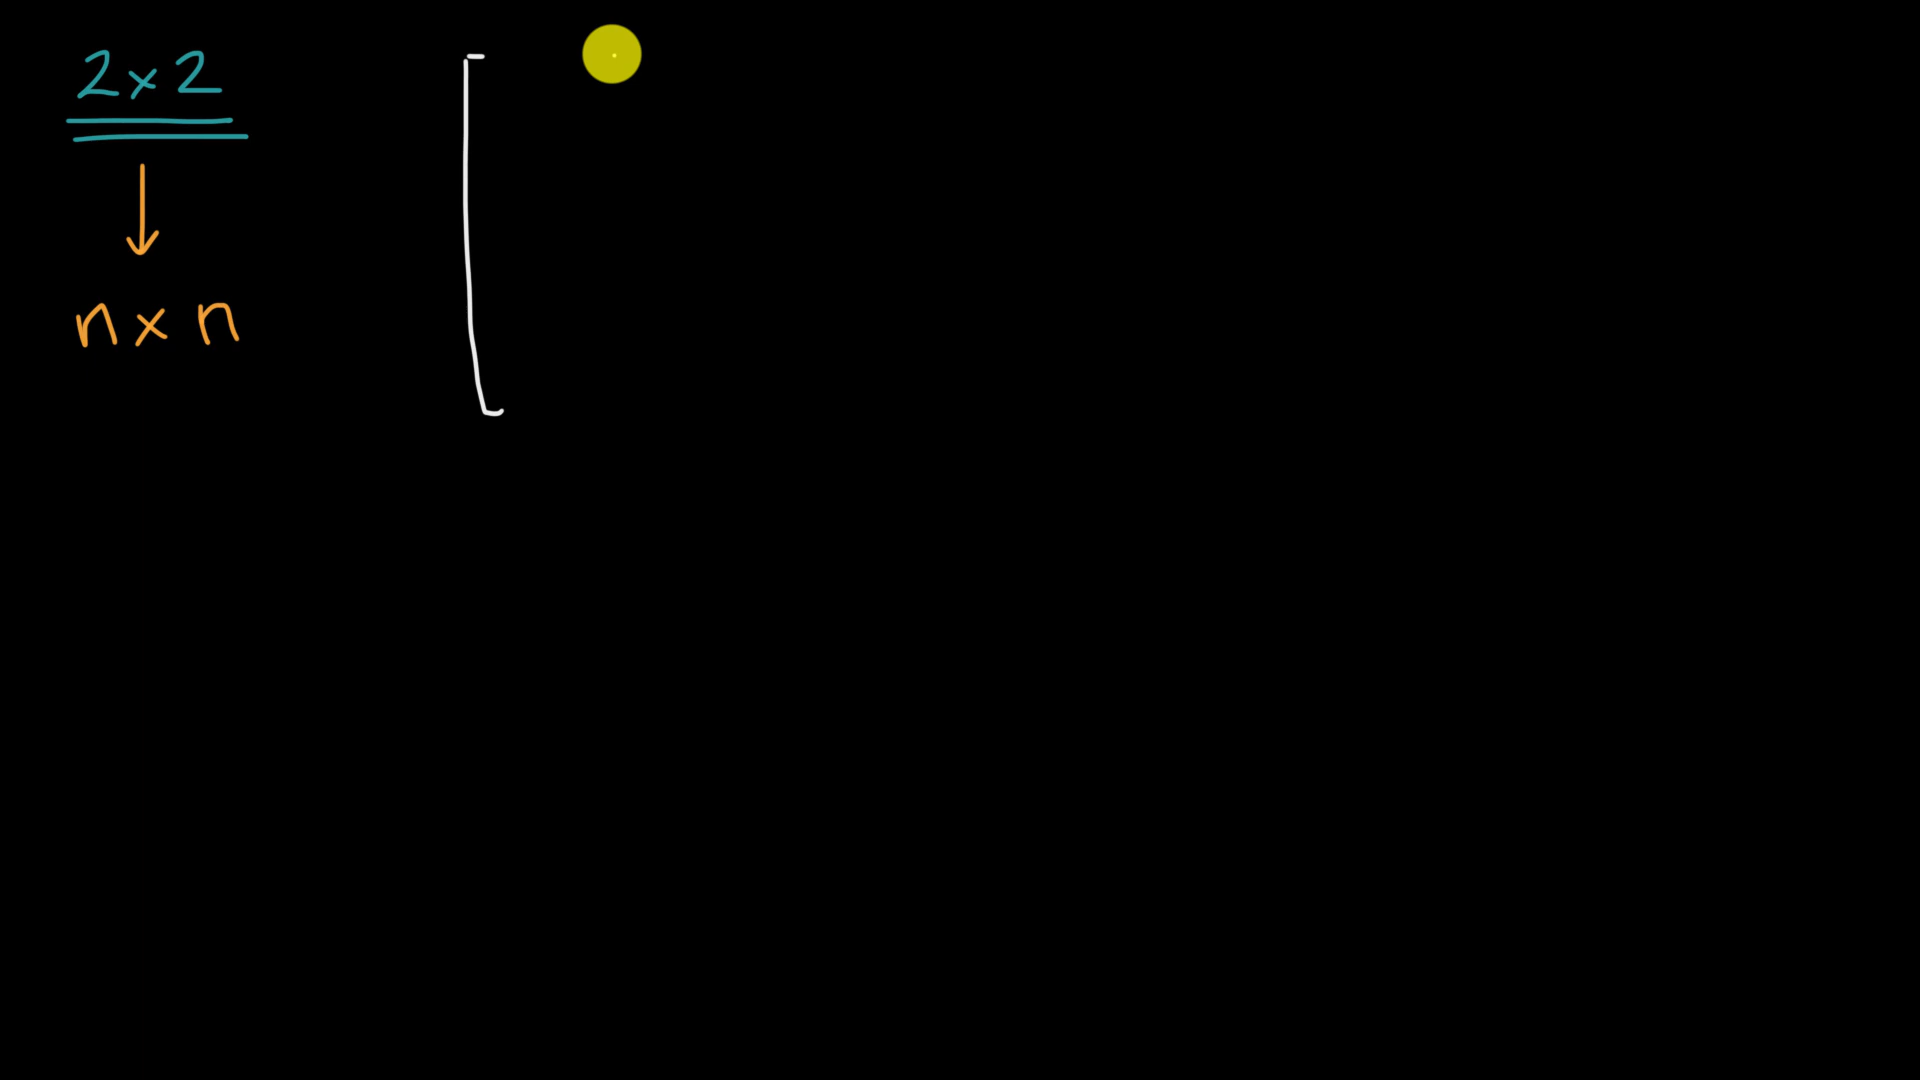 2 × 2
↓
n × n
[